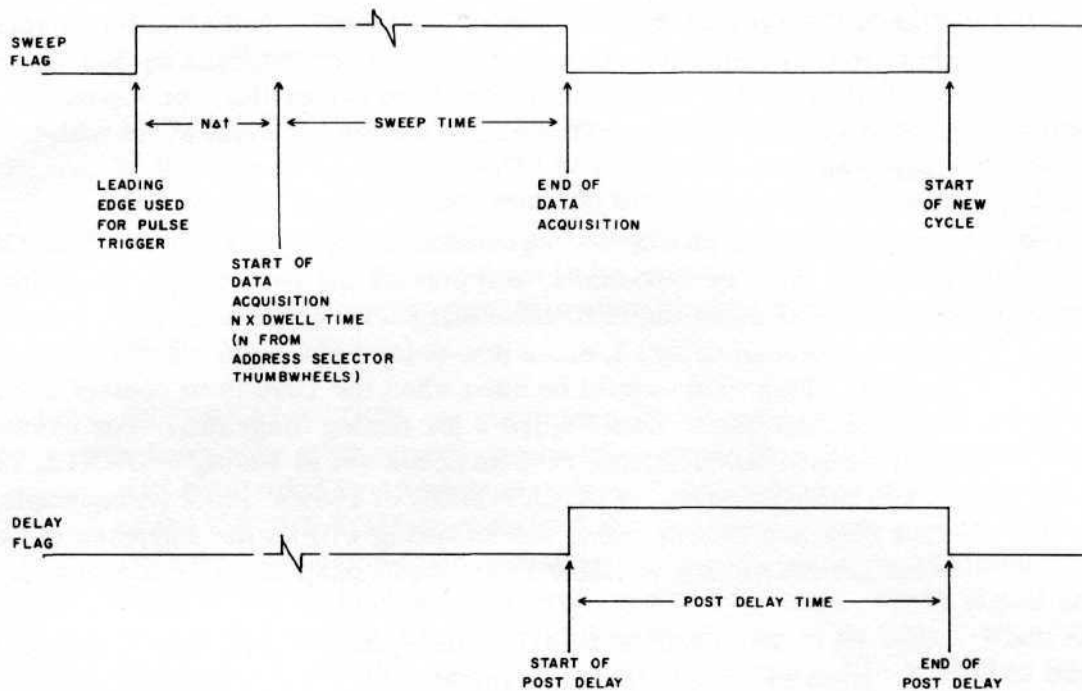 SWEEP
FLAG
NΔt
SWEEP TIME
LEADING
EDGE USED
FOR PULSE
TRIGGER
START OF
DATA
ACQUISITION
N X DWELL TIME
(N FROM
ADDRESS SELECTOR
THUMBWHEELS)
END OF
DATA
ACQUISITION
START
OF NEW
CYCLE
DELAY
FLAG
POST DELAY TIME
START OF
POST DELAY
END OF
POST DELAY